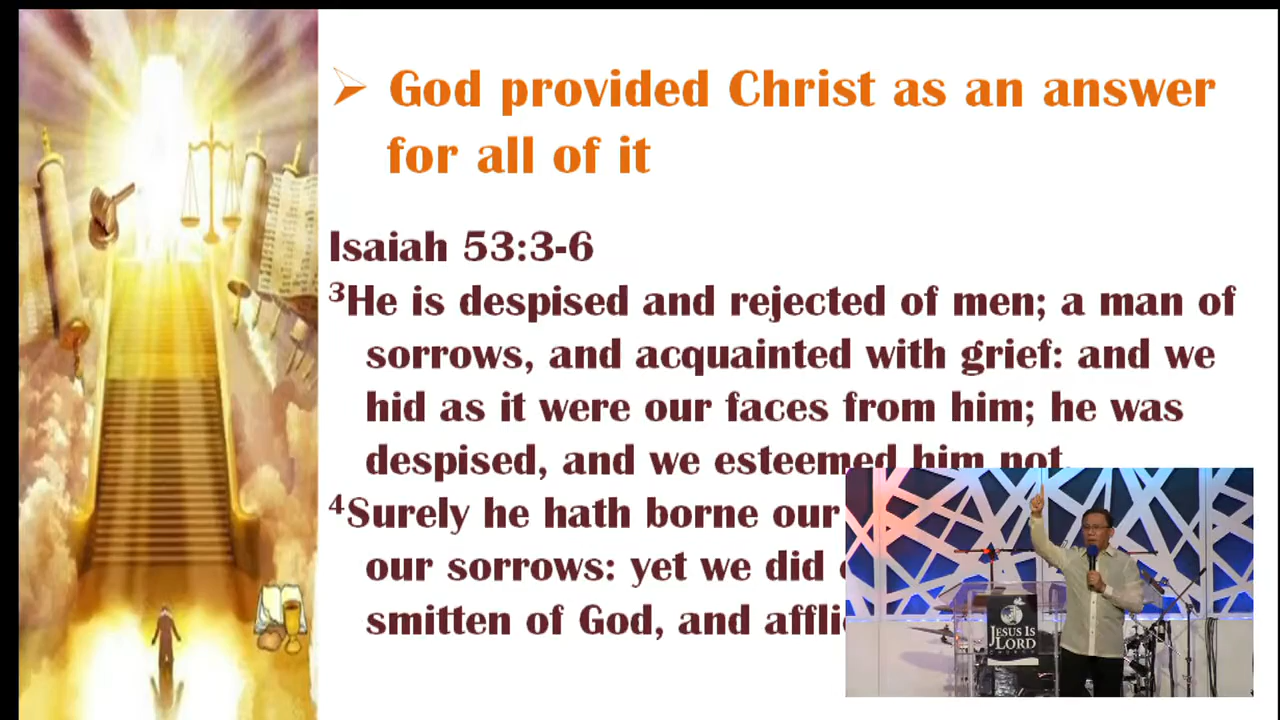 ➢ God provided Christ as an answer
for all of it
Isaiah 53:3-6
³He is despised and rejected of men; a man of
sorrows, and acquainted with grief: and we
hid as it were our faces from him; he was
despised, and we esteemed him not
⁴Surely he hath borne our
our sorrows: yet we did
smitten of God, and
JESUS IS
LORD
CHURCH